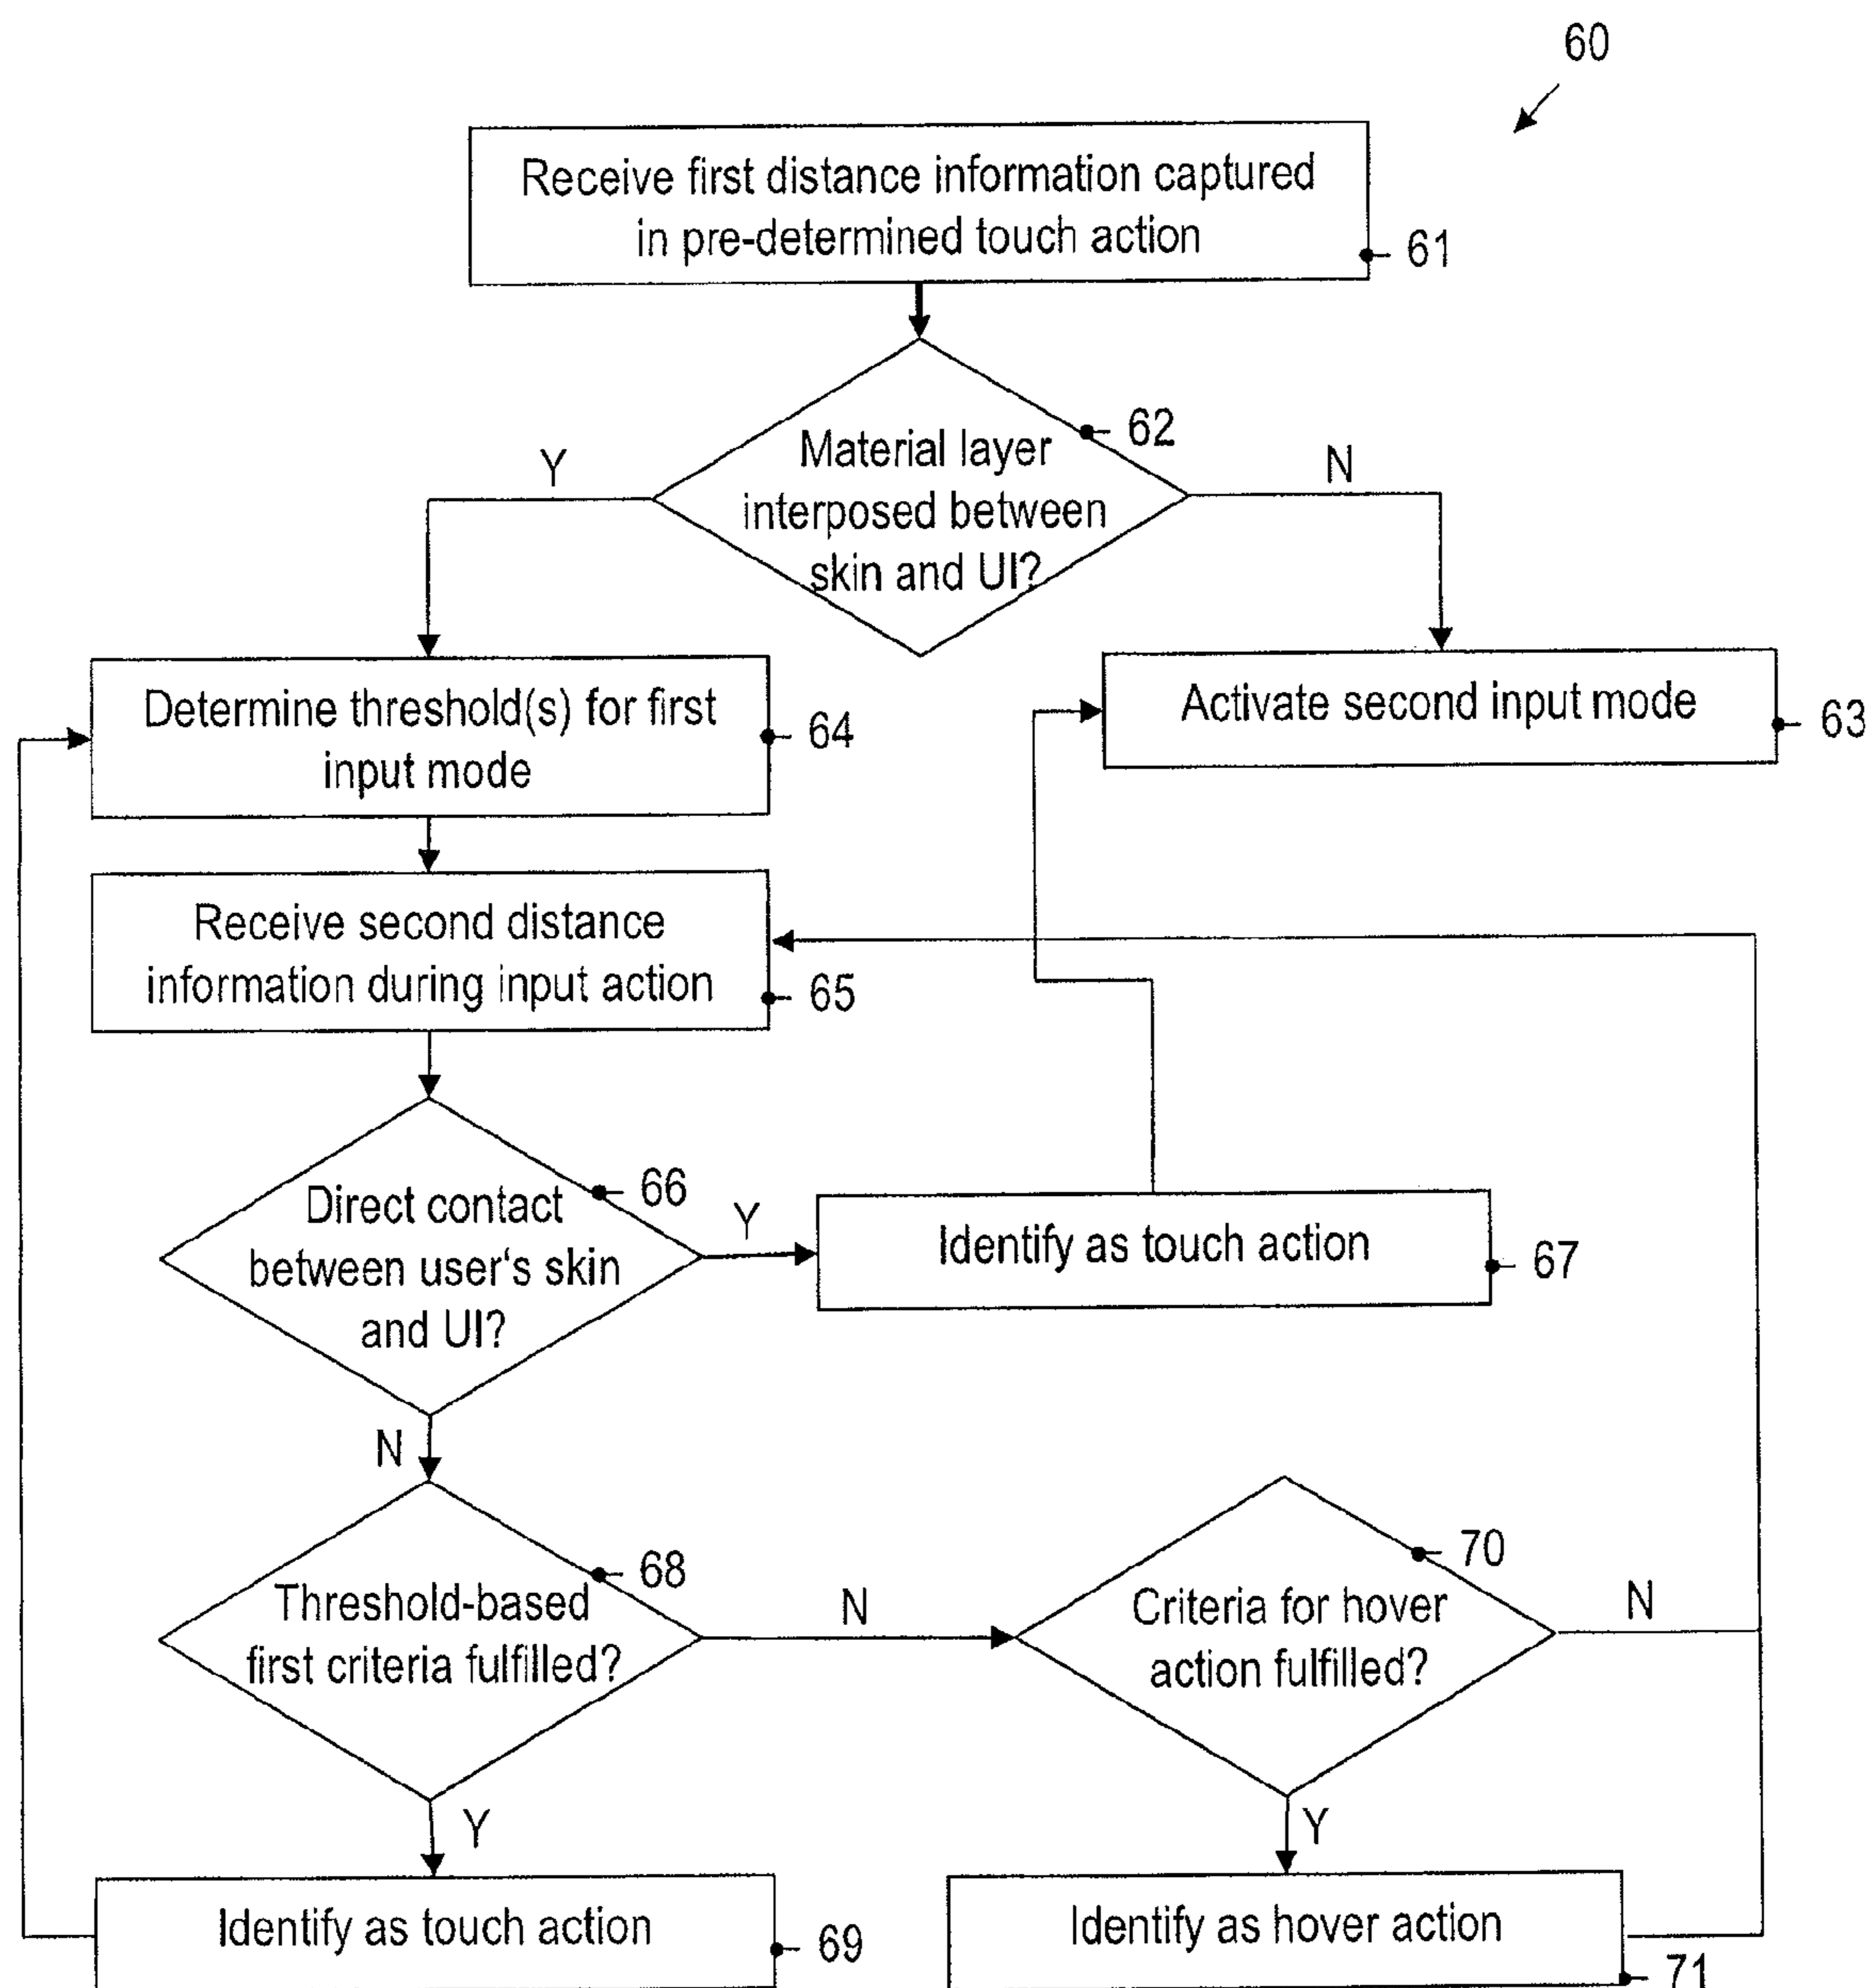 60
Receive first distance information captured
in pre-determined touch action
61
Material layer
interposed between
skin and UI?
62
Y
N
Determine threshold(s) for first
input mode
64
Activate second input mode
63
Receive second distance
information during input action
65
Direct contact
between user's skin
and UI?
66
Y
Identify as touch action
67
N
Threshold-based
first criteria fulfilled?
68
N
Criteria for hover
action fulfilled?
70
N
Y
Y
Identify as touch action
69
Identify as hover action
71